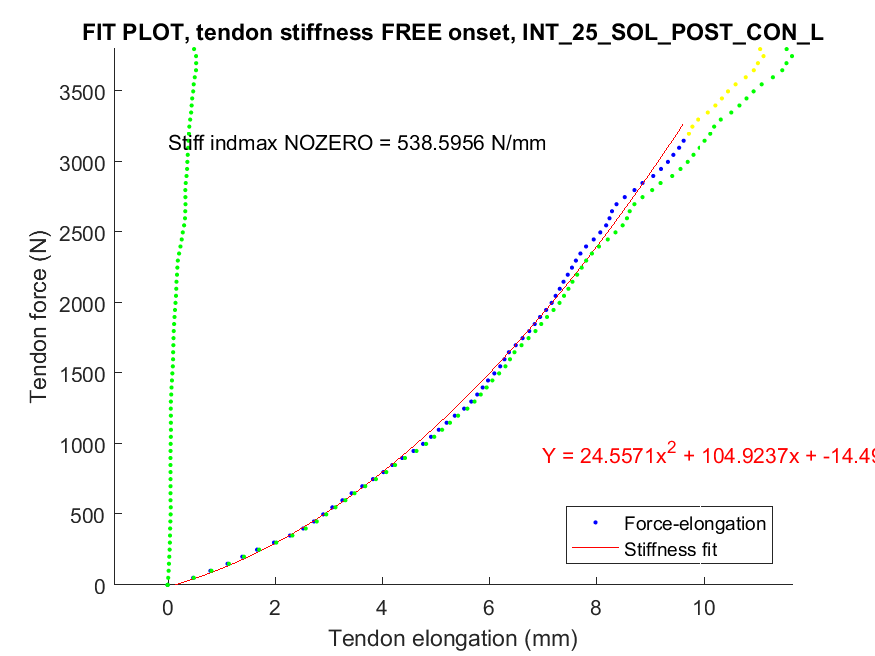 FIT PLOT, tendon stiffness FREE onset, INT_25_SOL_POST_CON_L
Stiff indmax NOZERO = 538.5956 N/mm
Y = 24.5571x² + 104.9237x + -14.49
Force-elongation
Stiffness fit
3500
3000
2500
2000
1500
1000
500
0
Tendon force (N)
0 2 4 6 8 10
Tendon elongation (mm)